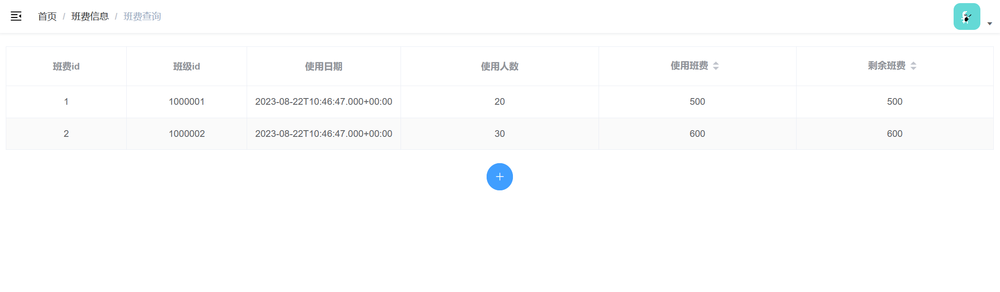 首页 / 班费信息 / 班费查询
班费id 班级id 使用日期 使用人数 使用班费 剩余班费
1 1000001 2023-08-22T10:46:47.000+00:00 20 500 500
2 1000002 2023-08-22T10:46:47.000+00:00 30 600 600